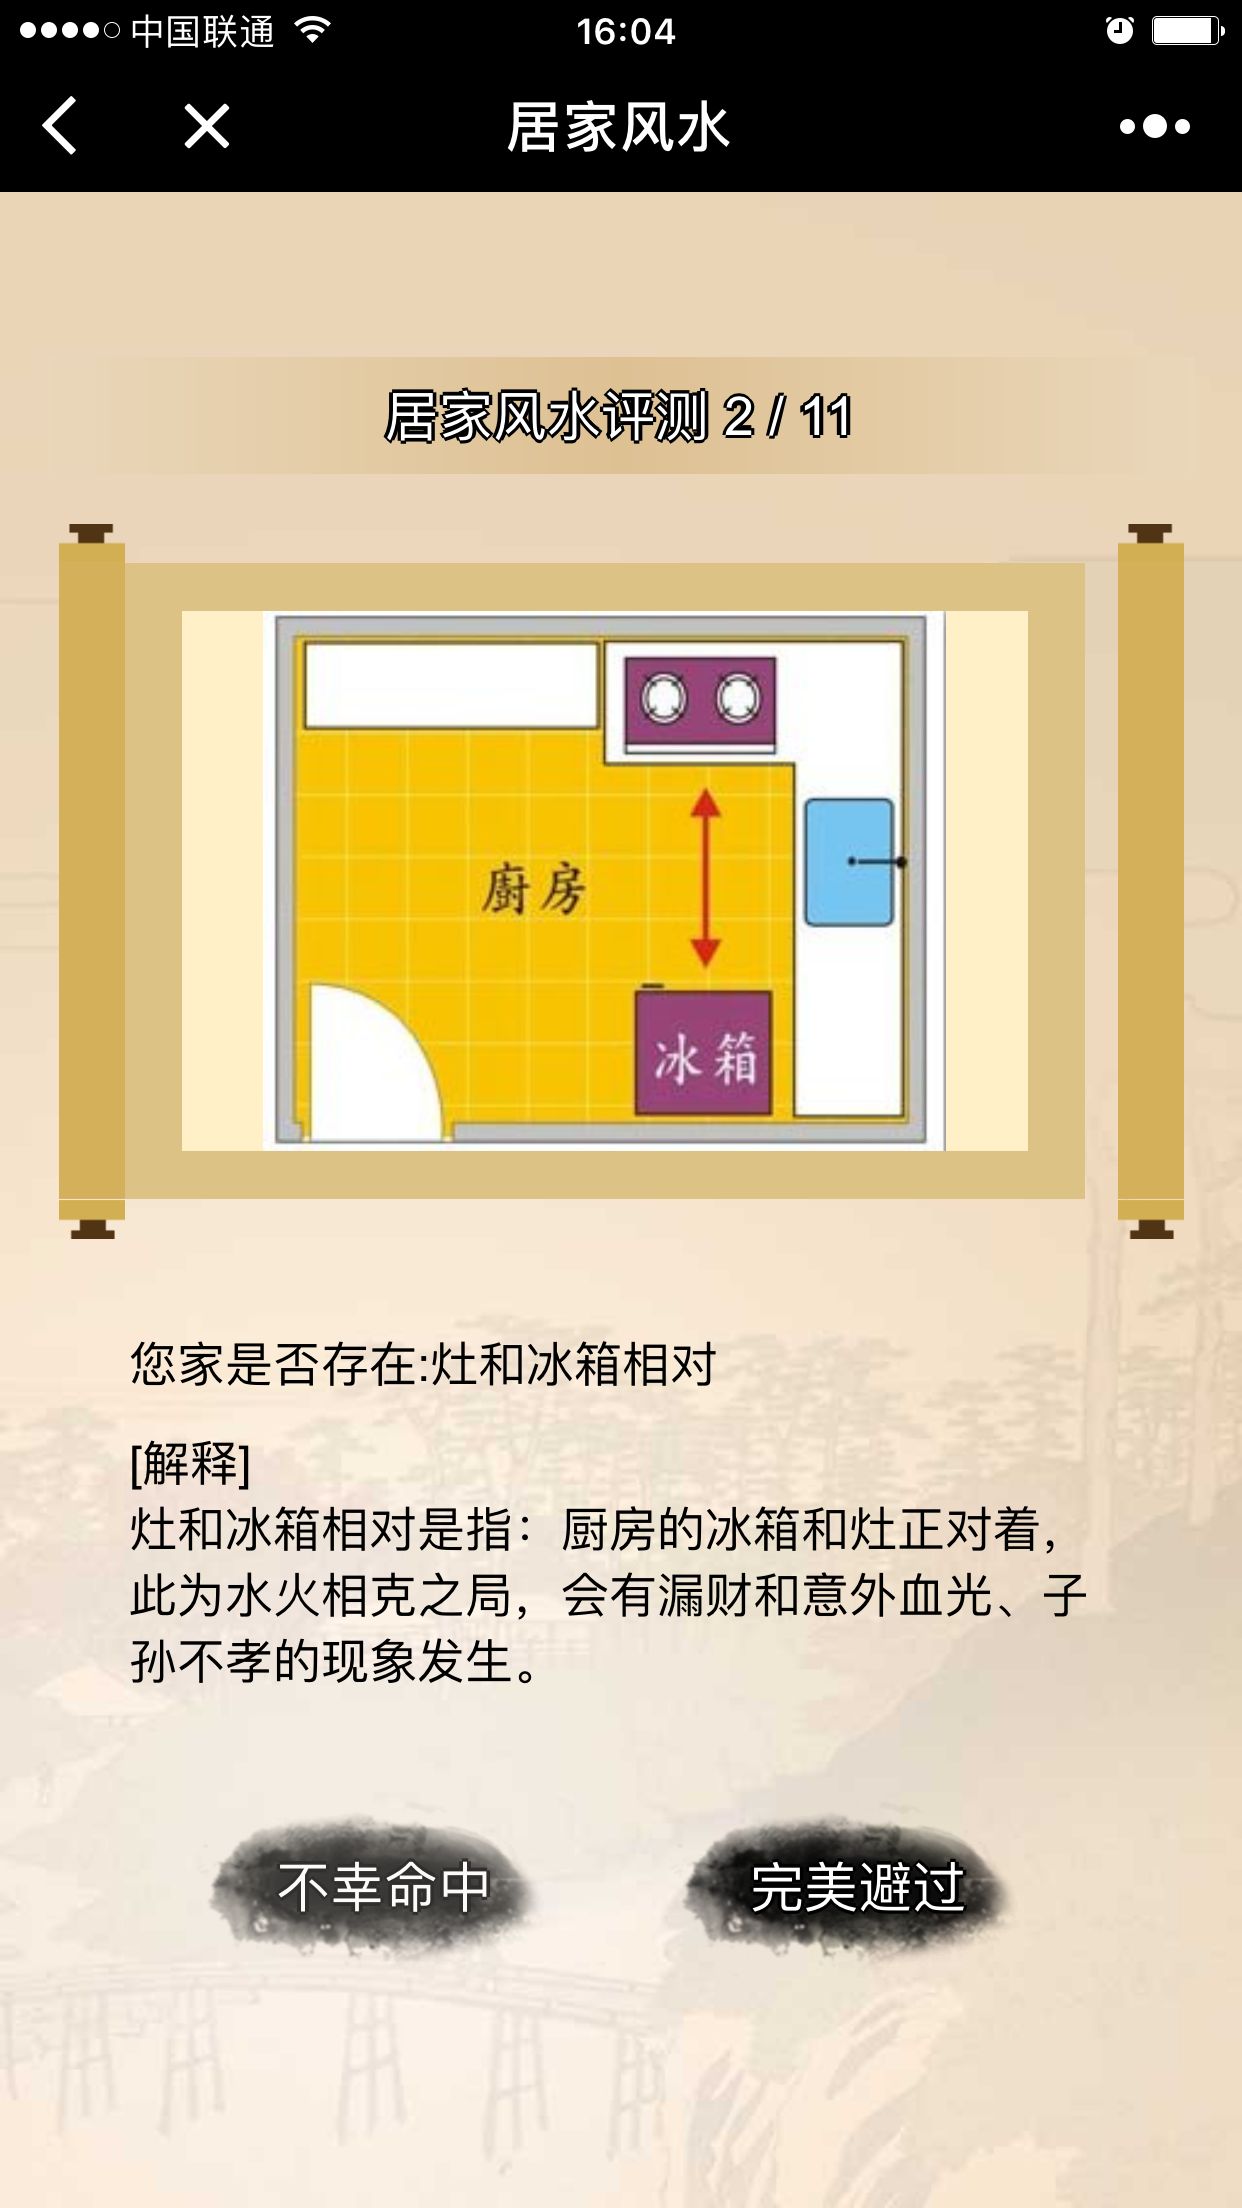 中国联通
16:04
居家风水
居家风水评测 2 / 11
廚房
冰箱
您家是否存在:灶和冰箱相对
[解释]
灶和冰箱相对是指：厨房的冰箱和灶正对着，
此为水火相克之局，会有漏财和意外血光、子
孙不孝的现象发生。
不幸命中
完美避过